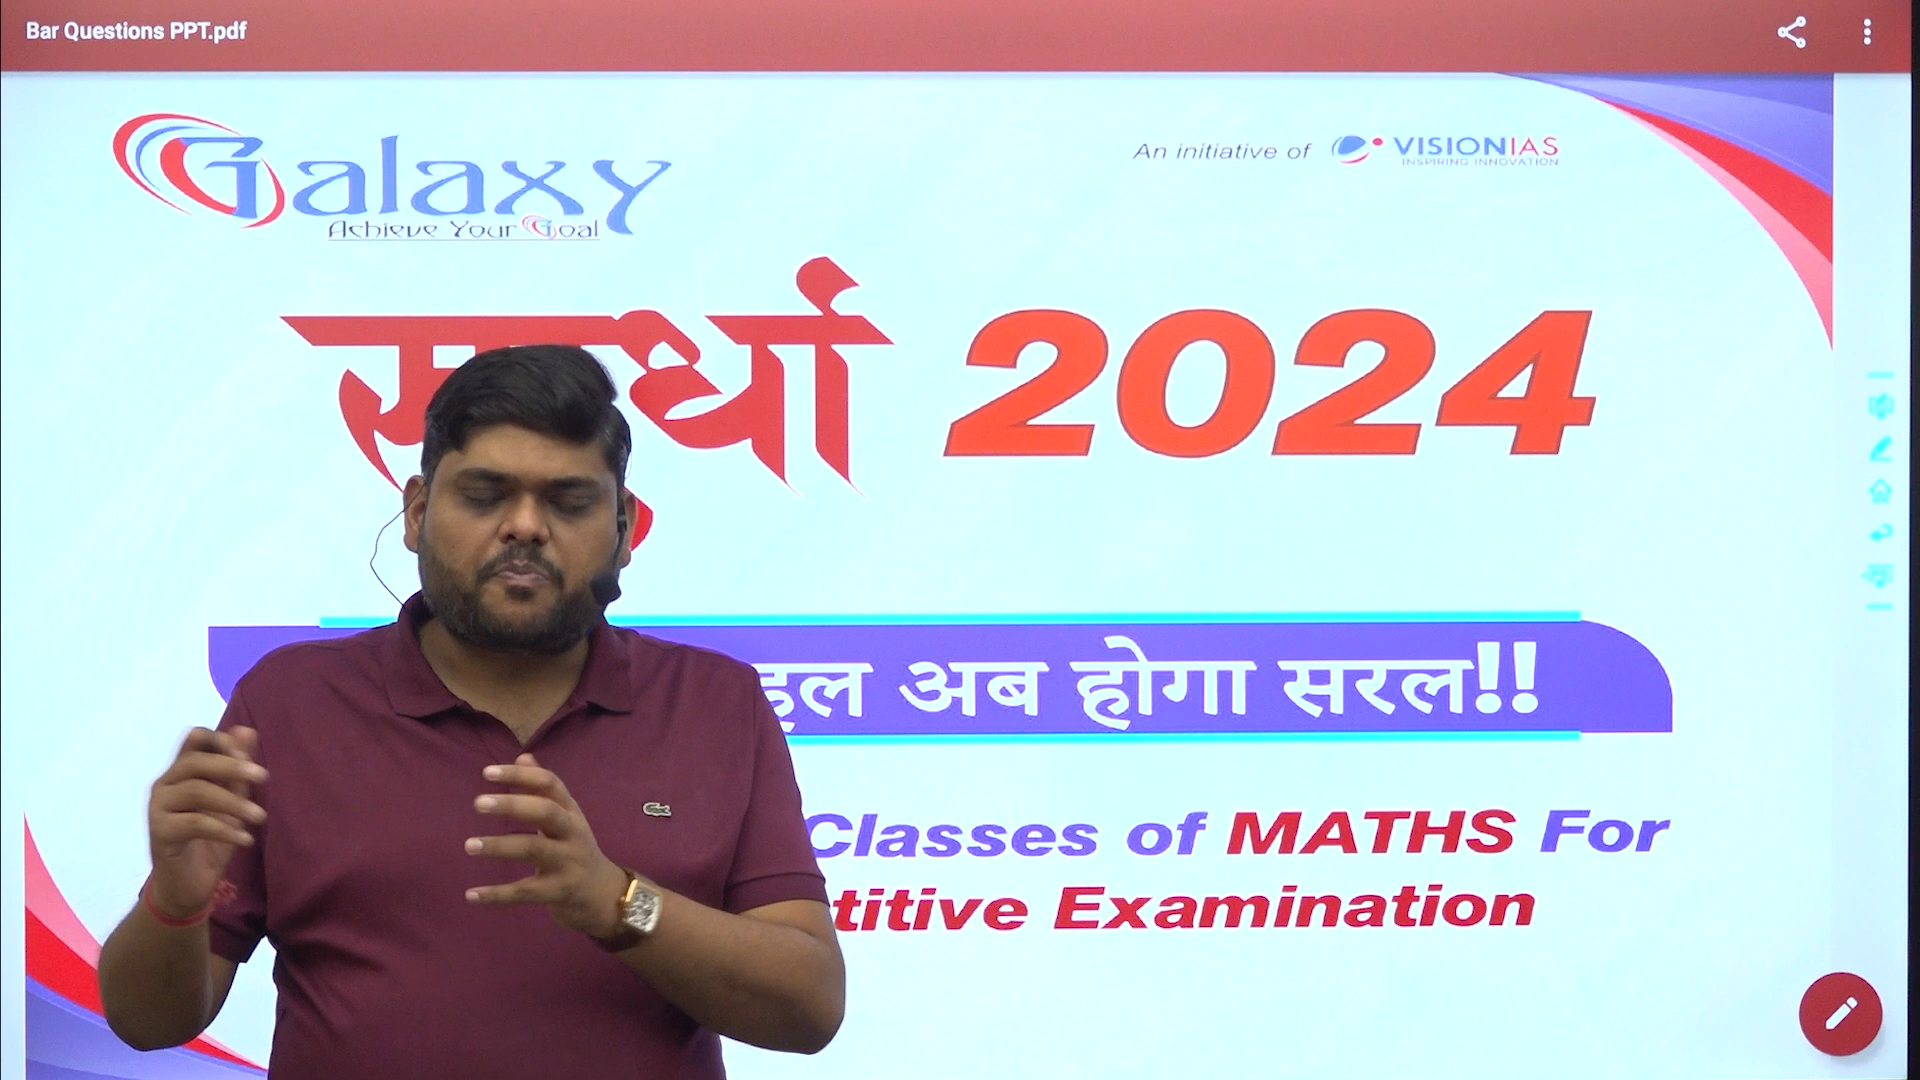 Bar Questions PPT.pdf
Galaxy
Achieve Your Goal
An initiative of VISIONIAS
INSPIRING INNOVATION
2024
अब होगा सरल!!
Classes of MATHS For
Examination